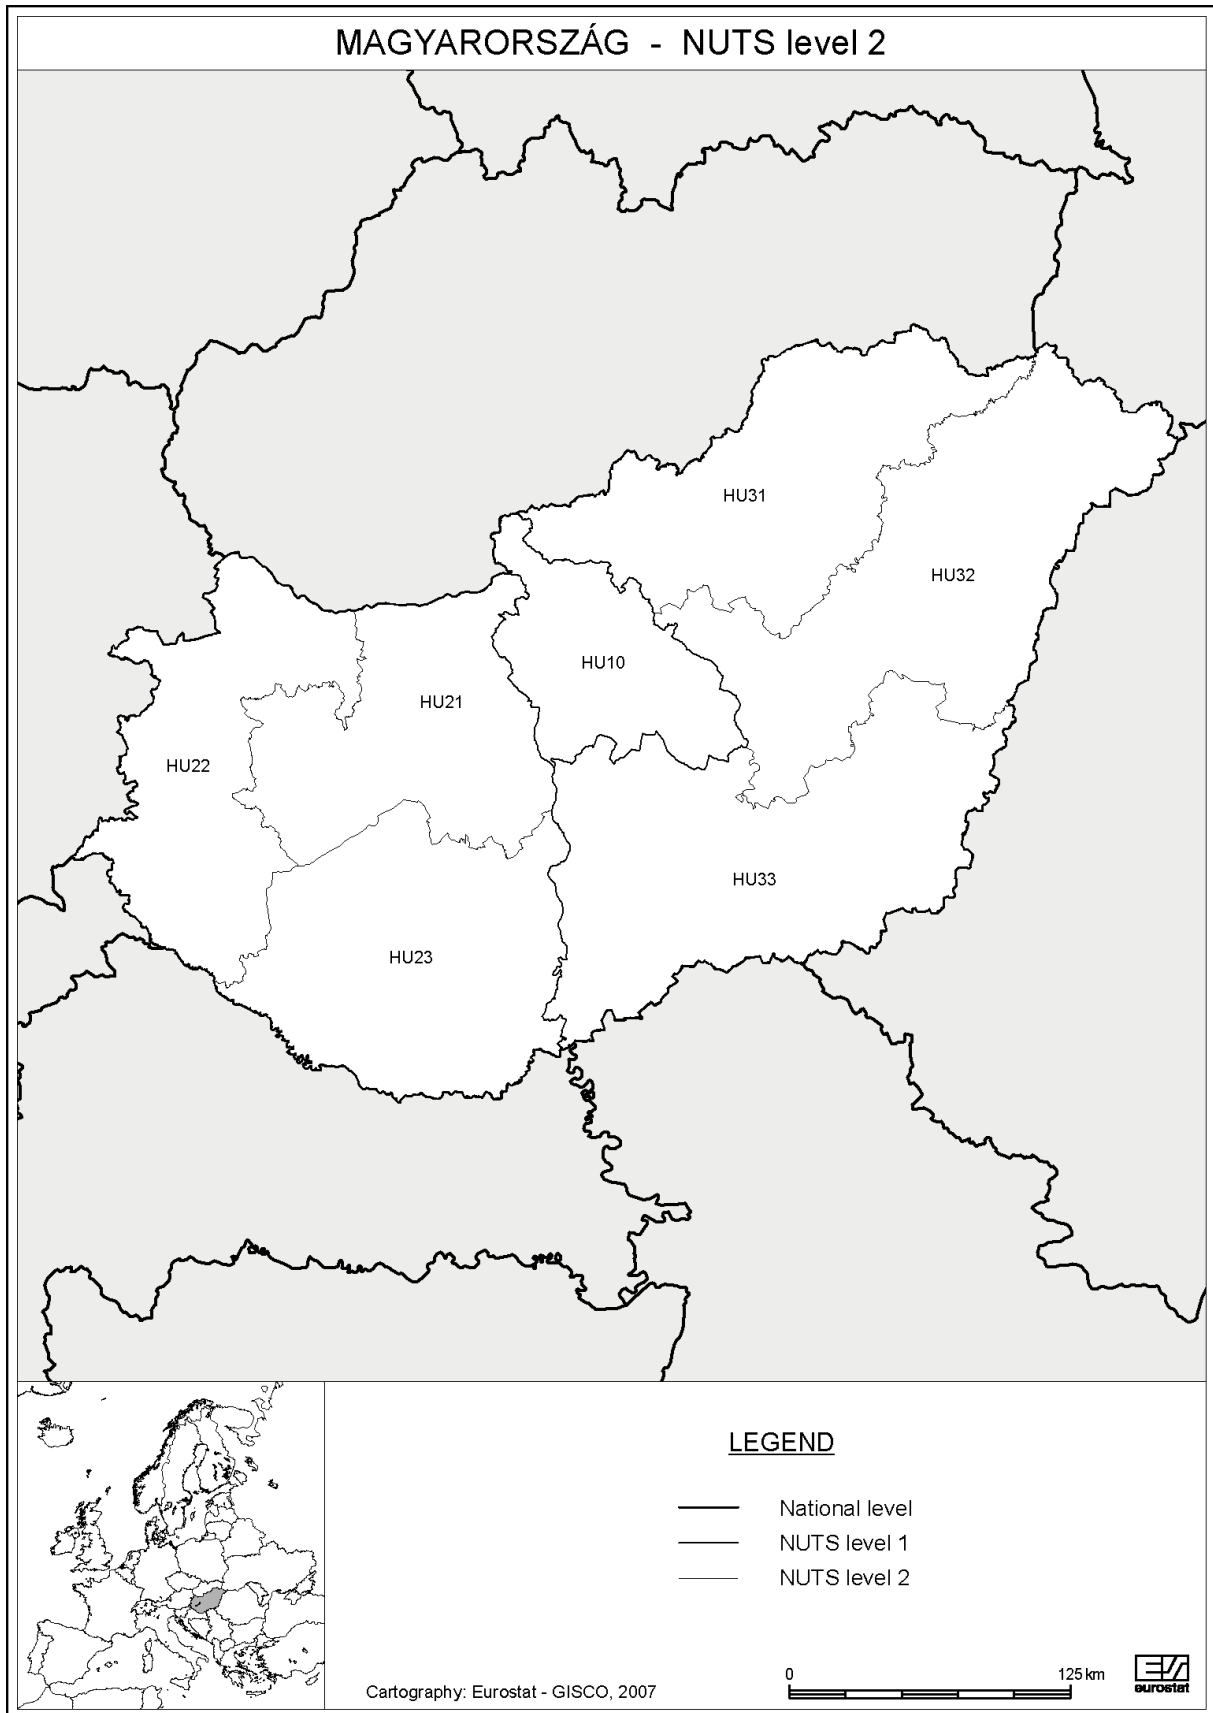 MAGYARORSZÁG - NUTS level 2
HU31
HU32
HU10
HU21
HU22
HU33
HU23
LEGEND
National level
NUTS level 1
NUTS level 2
0 125 km
Cartography: Eurostat - GISCO, 2007
eurostat